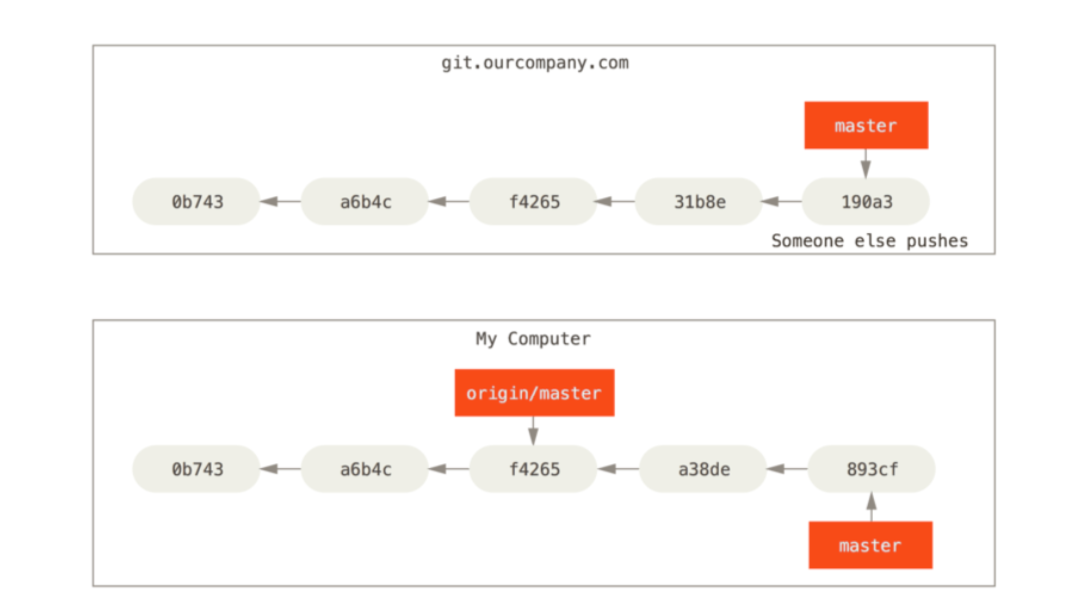 git.ourcompany.com
master
0b743 a6b4c f4265 31b8e 190a3
Someone else pushes
My Computer
origin/master
0b743 a6b4c f4265 a38de 893cf
master